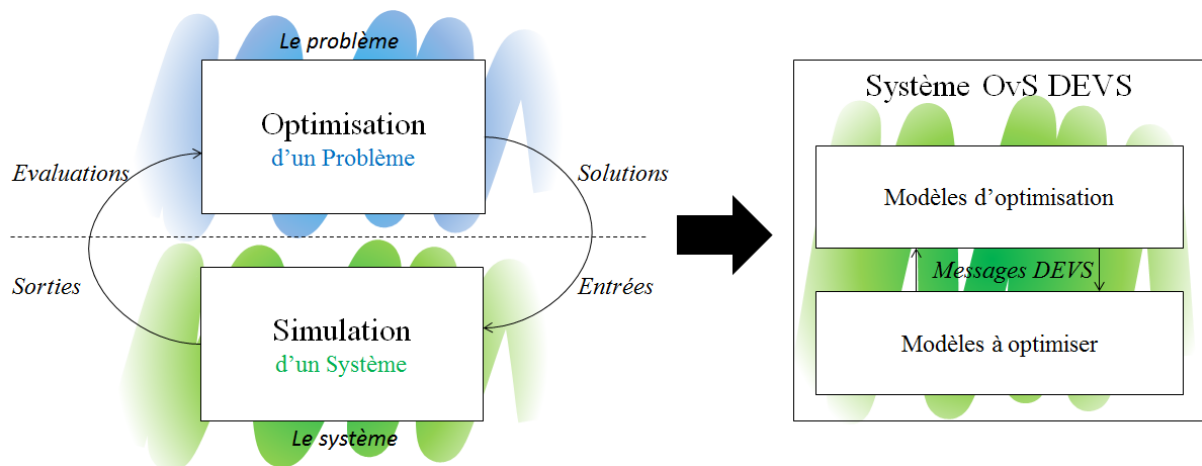 Le problème
Optimisation
d'un Problème
Evaluations
Solutions
Sorties
Entrées
Simulation
d'un Système
Le système
Système OvS DEVS
Modèles d'optimisation
Messages DEVS
Modèles à optimiser